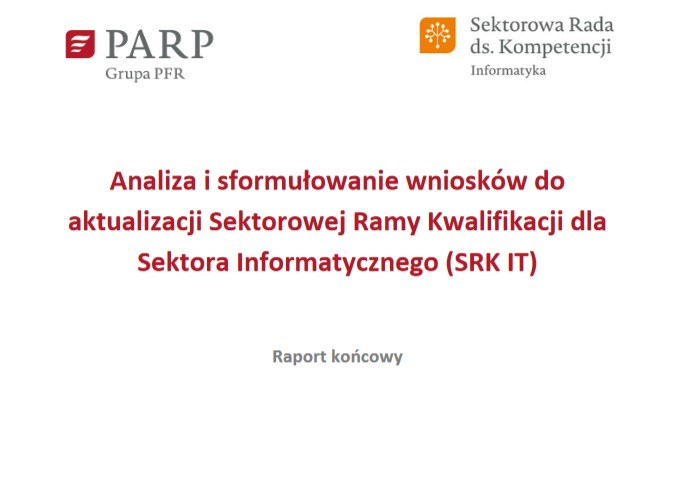 PARP
Grupa PFR
Sektorowa Rada
ds. Kompetencji
Informatyka
Analiza i sformułowanie wniosków do
aktualizacji Sektorowej Ramy Kwalifikacji dla
Sektora Informatycznego (SRK IT)
Raport końcowy